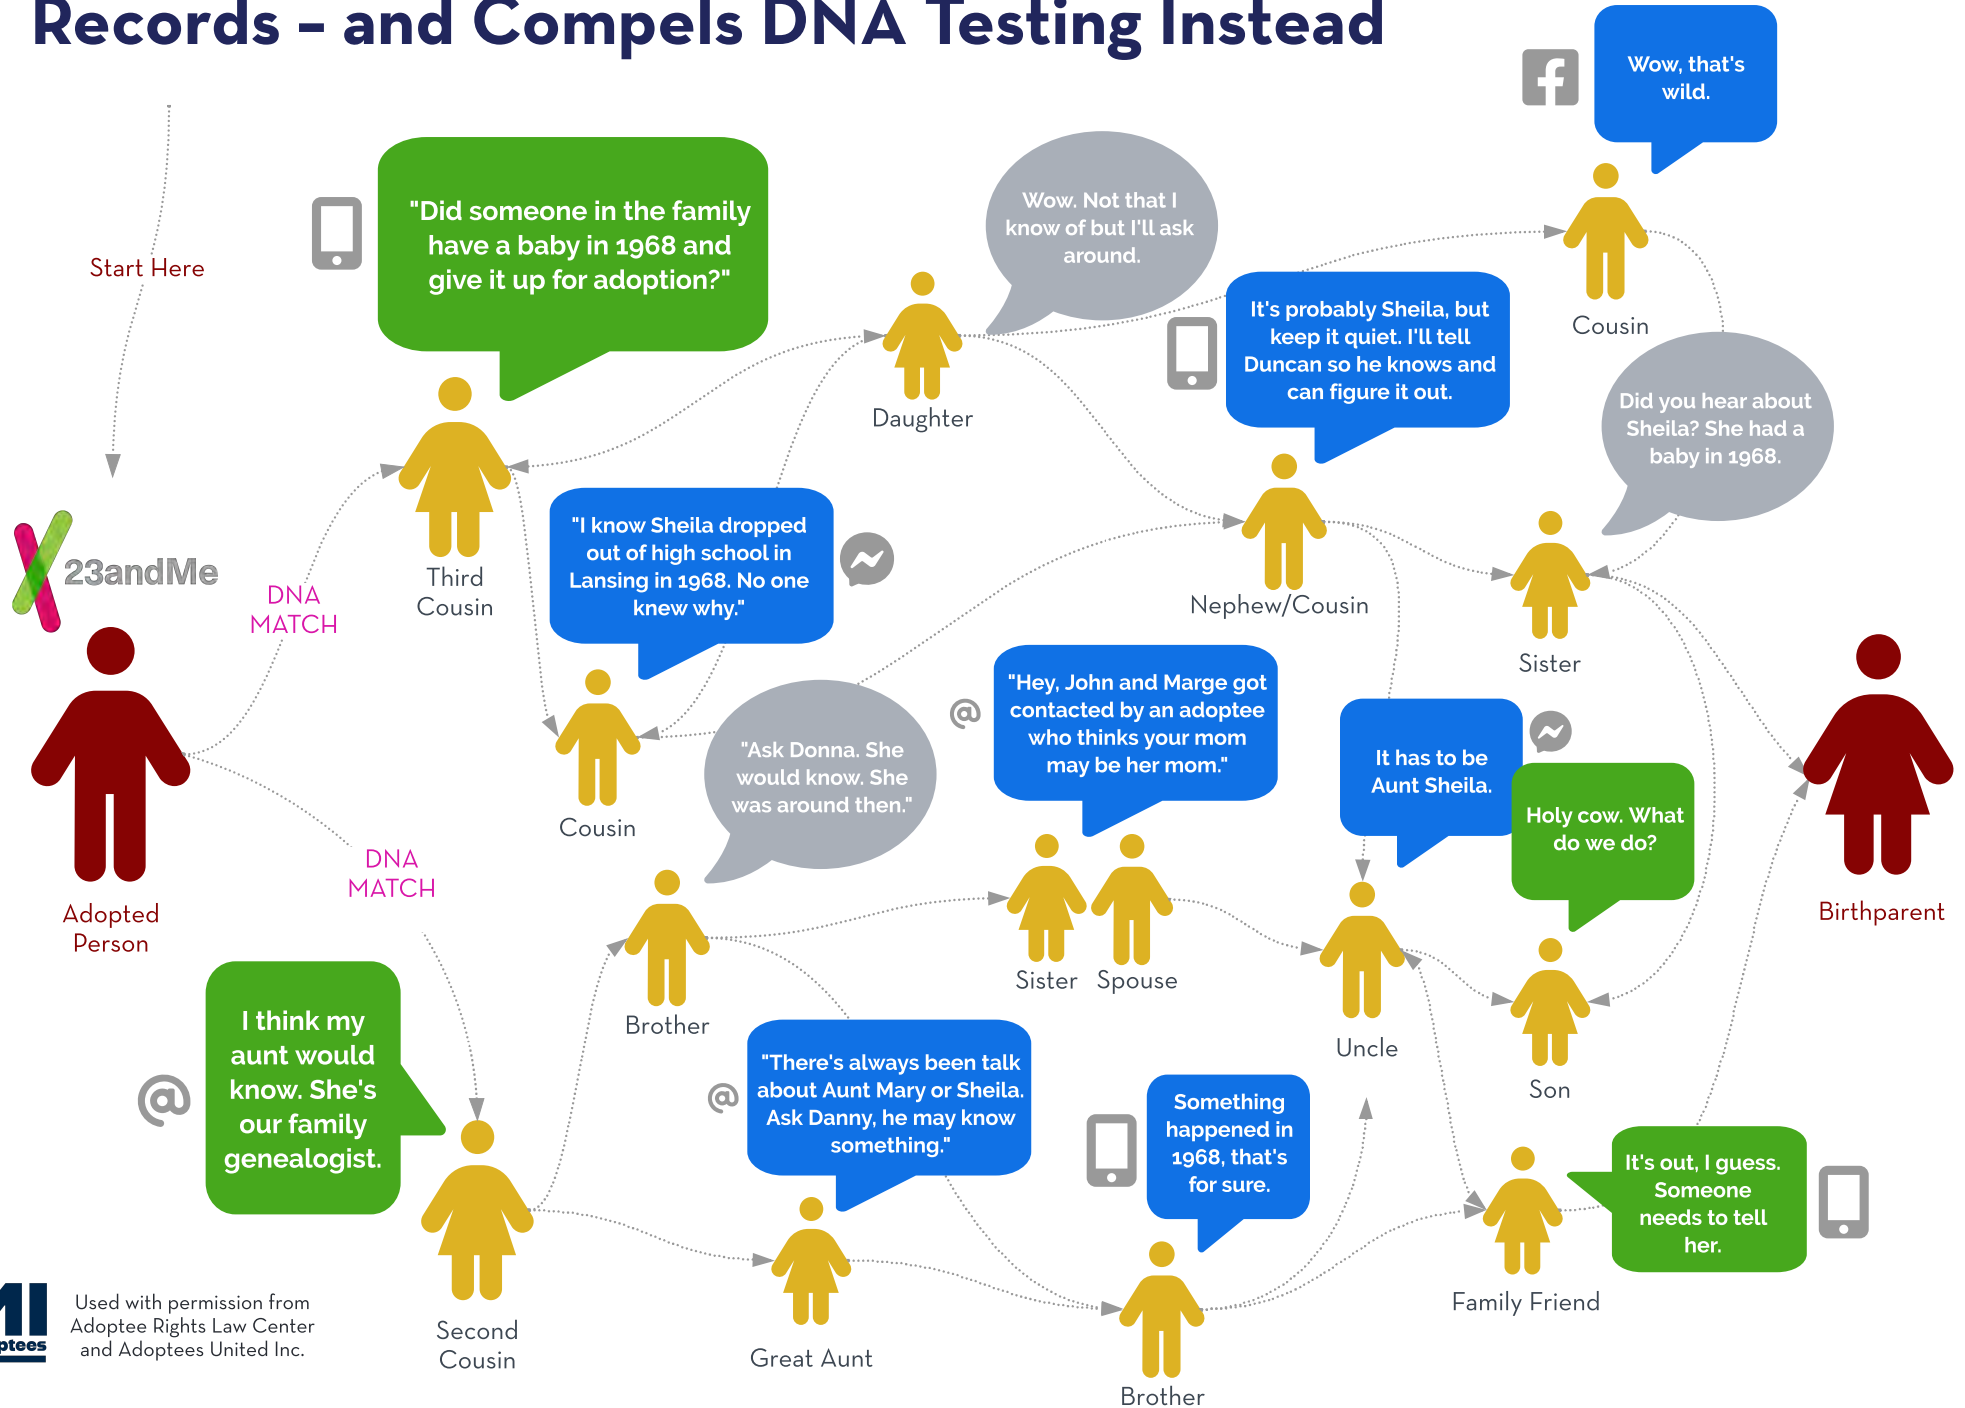 Records – and Compels DNA Testing Instead
Wow, that's
wild.
Start Here
"Did someone in the family
have a baby in 1968 and
give it up for adoption?"
Wow. Not that I
know of but I'll ask
around.
Cousin
It's probably Sheila, but
keep it quiet. I'll tell
Duncan so he knows and
can figure it out.
Daughter
Did you hear about
Sheila? She had a
baby in 1968.
23andMe
DNA
MATCH
Third
Cousin
"I know Sheila dropped
out of high school in
Lansing in 1968. No one
knew why."
Nephew/Cousin
Sister
Cousin
"Ask Donna. She
would know. She
was around then."
@
"Hey, John and Marge got
contacted by an adoptee
who thinks your mom
may be her mom."
It has to be
Aunt Sheila.
Holy cow. What
do we do?
Adopted
Person
DNA
MATCH
Birthparent
Brother
Sister
Spouse
Uncle
Son
@
I think my
aunt would
know. She's
our family
genealogist.
@
"There's always been talk
about Aunt Mary or Sheila.
Ask Danny, he may know
something."
Something
happened in
1968, that's
for sure.
It's out, I guess.
Someone
needs to tell
her.
Family Friend
Second
Cousin
Great Aunt
Brother
MI
Used with permission from
Adoptee Rights Law Center
and Adoptees United Inc.